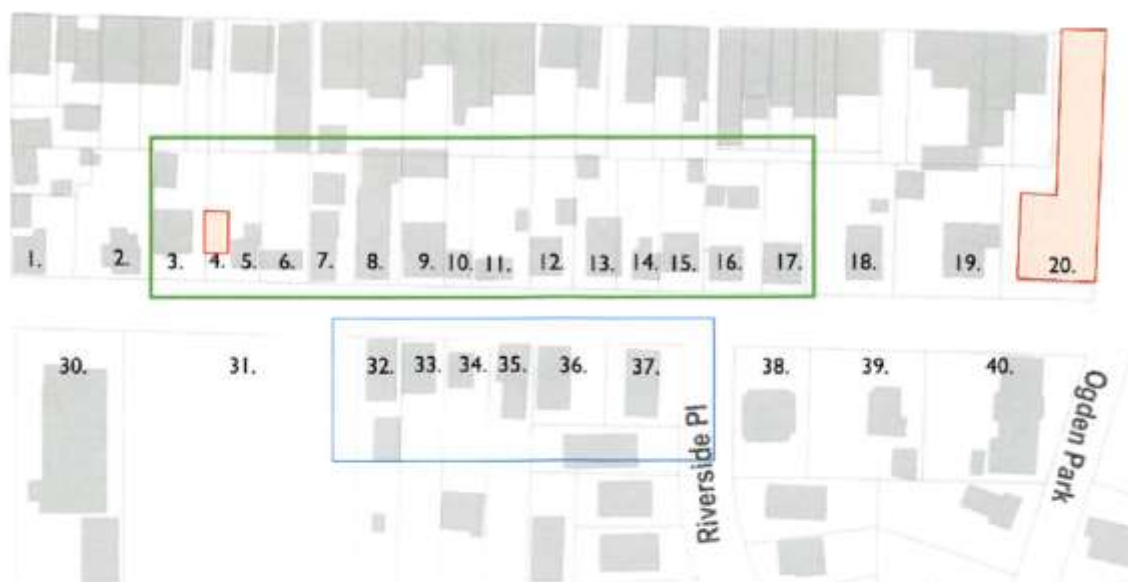 1. 2. 3. 4. 5. 6. 7. 8. 9. 10. 11. 12. 13. 14. 15. 16. 17. 18. 19. 20.
30. 31. 32. 33. 34. 35. 36. 37. 38. 39. 40.
Riverside Pl
Ogden Park